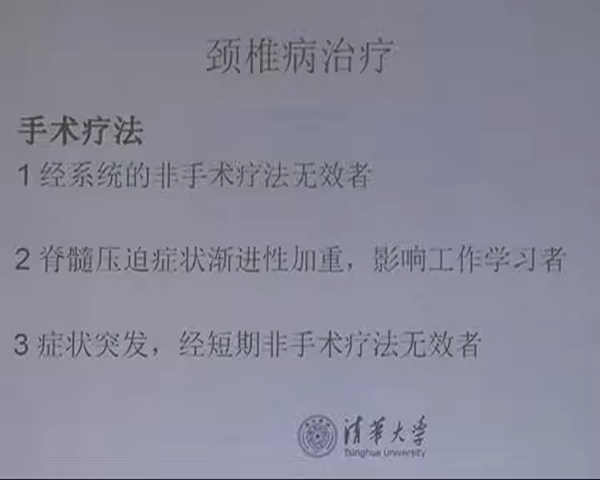 颈椎病治疗
手术疗法
1 经系统的非手术疗法无效者
2 脊髓压迫症状渐进性加重，影响工作学习者
3 症状突发，经短期非手术疗法无效者
清华大学
Tsinghua University